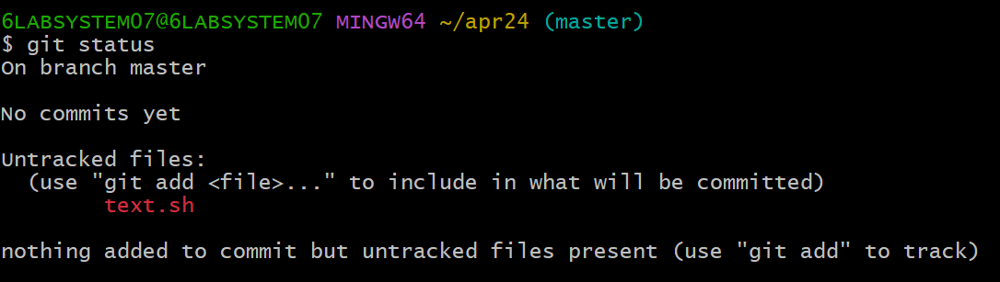 6LABSYSTEM07@6LABSYSTEM07 MINGW64 ~/apr24 (master)
$ git status
On branch master
No commits yet
Untracked files:
(use "git add <file>..." to include in what will be committed)
text.sh
nothing added to commit but untracked files present (use "git add" to track)